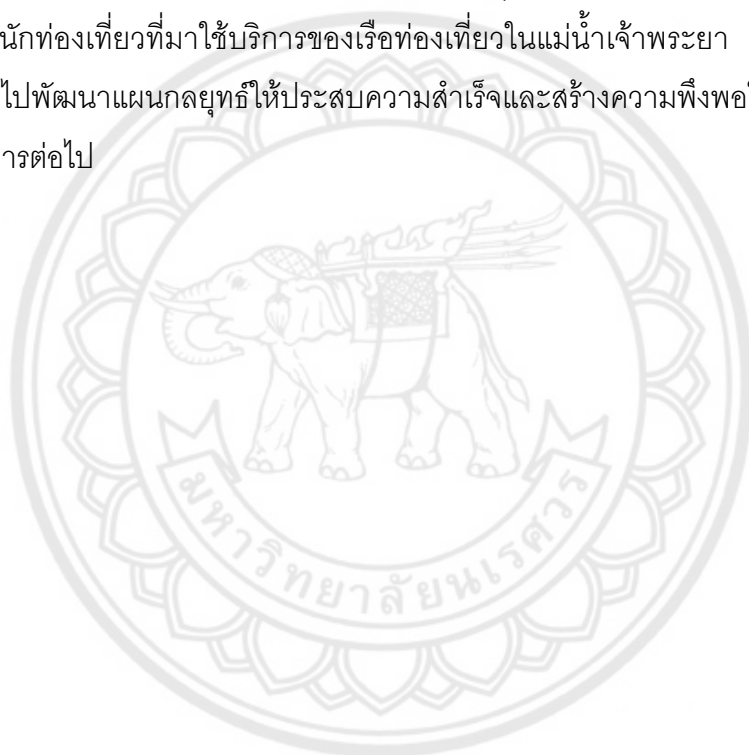 นักท่องเที่ยวที่มาใช้บริการของเรือท่องเที่ยวในแม่น้ำเจ้าพระยา
ไปพัฒนาแผนกลยุทธ์ให้ประสบความสำเร็จและสร้างความพึงพอ
ารต่อไป
มหาวิทยาลัยนเรศวร